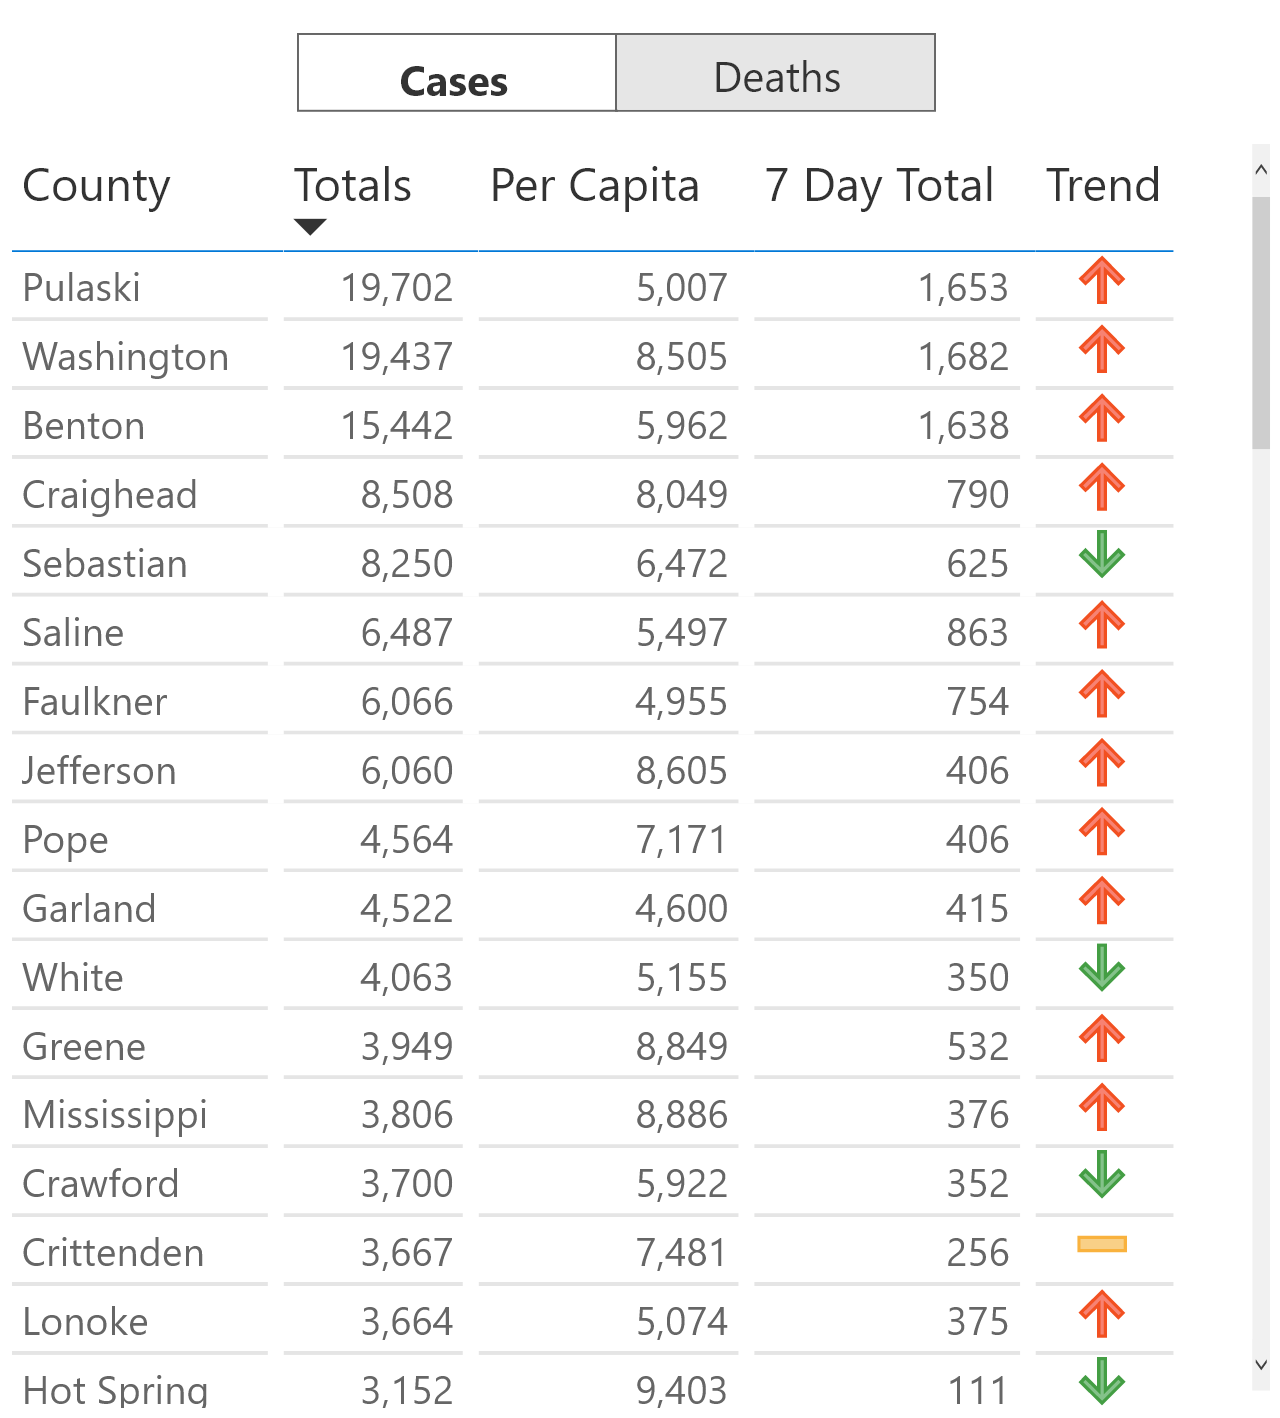 Cases Deaths
County Totals Per Capita 7 Day Total Trend
Pulaski 19,702 5,007 1,653
Washington 19,437 8,505 1,682
Benton 15,442 5,962 1,638
Craighead 8,508 8,049 790
Sebastian 8,250 6,472 625
Saline 6,487 5,497 863
Faulkner 6,066 4,955 754
Jefferson 6,060 8,605 406
Pope 4,564 7,171 406
Garland 4,522 4,600 415
White 4,063 5,155 350
Greene 3,949 8,849 532
Mississippi 3,806 8,886 376
Crawford 3,700 5,922 352
Crittenden 3,667 7,481 256
Lonoke 3,664 5,074 375
Hot Spring 3,152 9,403 111